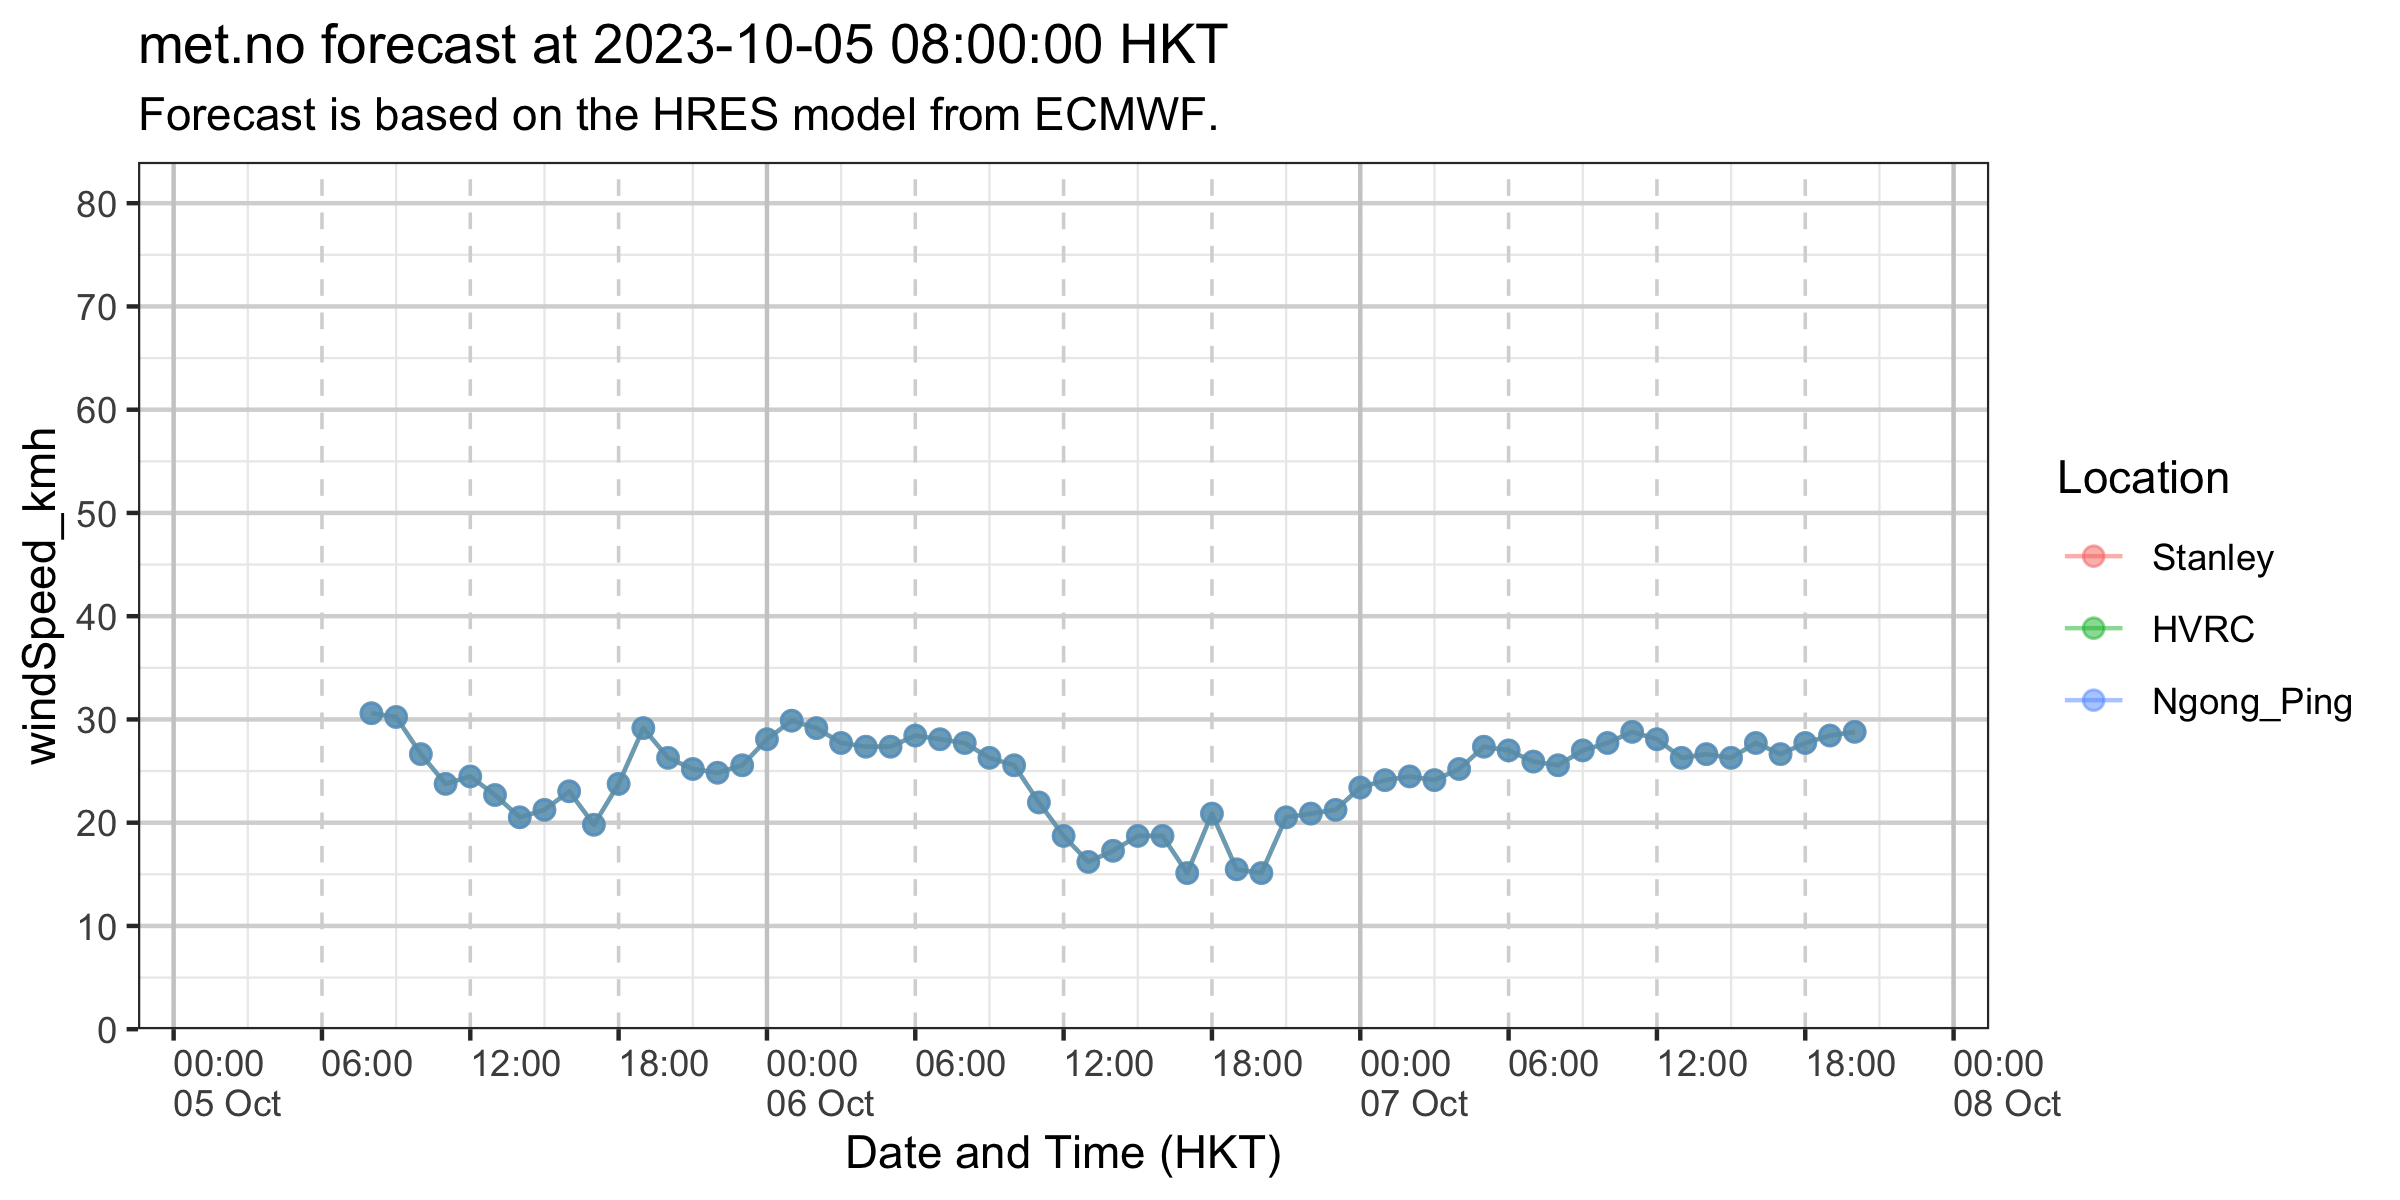 met.no forecast at 2023-10-05 08:00:00 HKT
Forecast is based on the HRES model from ECMWF.
windSpeed_kmh
80
70
60
50
40
30
20
10
0
00:00 06:00 12:00 18:00 00:00 06:00 12:00 18:00 00:00 06:00 12:00 18:00 00:00
05 Oct 06 Oct 07 Oct 08 Oct
Date and Time (HKT)
Location
Stanley
HVRC
Ngong_Ping